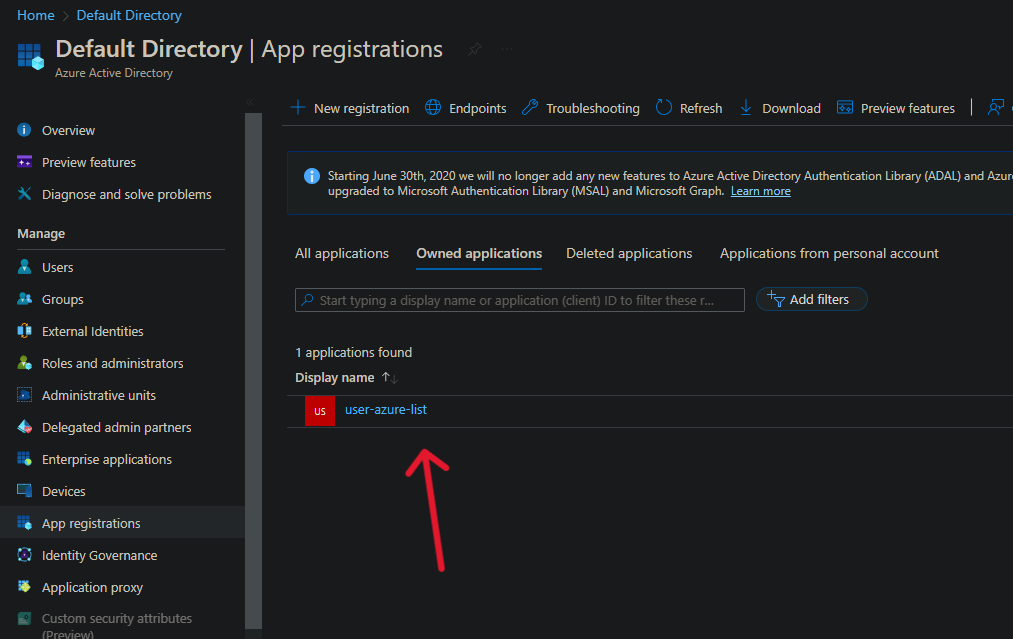 Home > Default Directory
Default Directory | App registrations
Azure Active Directory
Overview
Preview features
Diagnose and solve problems
Manage
Users
Groups
External Identities
Roles and administrators
Administrative units
Delegated admin partners
Enterprise applications
Devices
App registrations
Identity Governance
Application proxy
Custom security attributes
(Preview)
New registration Endpoints Troubleshooting Refresh Download Preview features
Starting June 30th, 2020 we will no longer add any new features to Azure Active Directory Authentication Library (ADAL) and Azur
upgraded to Microsoft Authentication Library (MSAL) and Microsoft Graph. Learn more
All applications Owned applications Deleted applications Applications from personal account
Start typing a display name or application (client) ID to filter these r...
Add filters
1 applications found
Display name
US user-azure-list